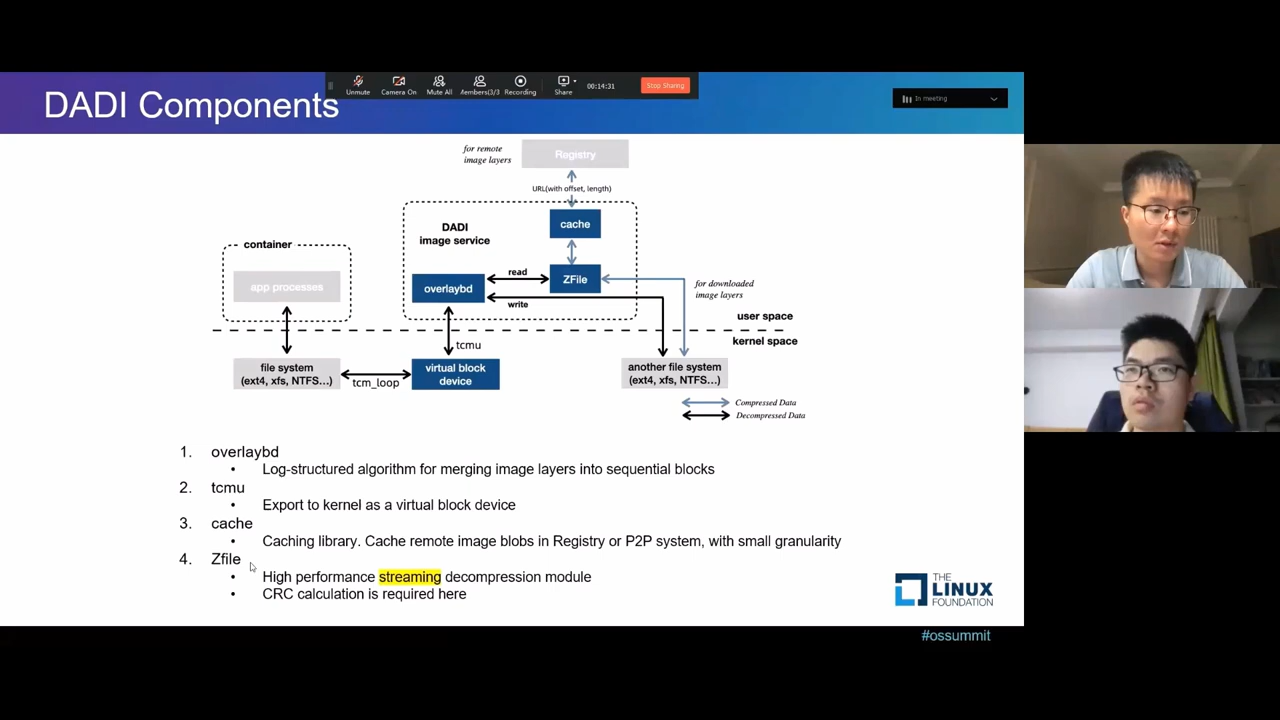 Unmute
Camera On
Mute All
Members(3/3
Recording
Share
00:14:31
Stop Sharing
In meeting
DADI Components
for remote
image layers
Registry
URL(with offset, length)
cache
DADI
image service
container
app processes
overlaybd
read
write
ZFile
for downloaded
image layers
user space
kernel space
tcmu
file system
(ext4, xfs, NTFS...)
tcm_loop
virtual block
device
another file system
(ext4, xfs, NTFS...)
Compressed Data
Decompressed Data
1. overlaybd
• Log-structured algorithm for merging image layers into sequential blocks
2. tcmu
• Export to kernel as a virtual block device
3. cache
• Caching library. Cache remote image blobs in Registry or P2P system, with small granularity
4. Zfile
• High performance streaming decompression module
• CRC calculation is required here
THE
LINUX
FOUNDATION
#ossummit